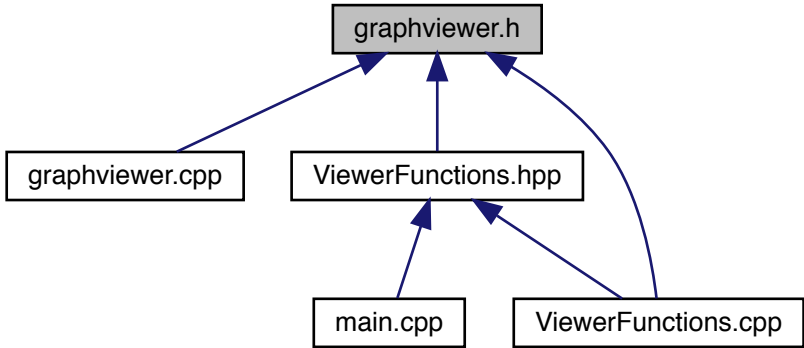 graphviewer.h
graphviewer.cpp
ViewerFunctions.hpp
main.cpp
ViewerFunctions.cpp